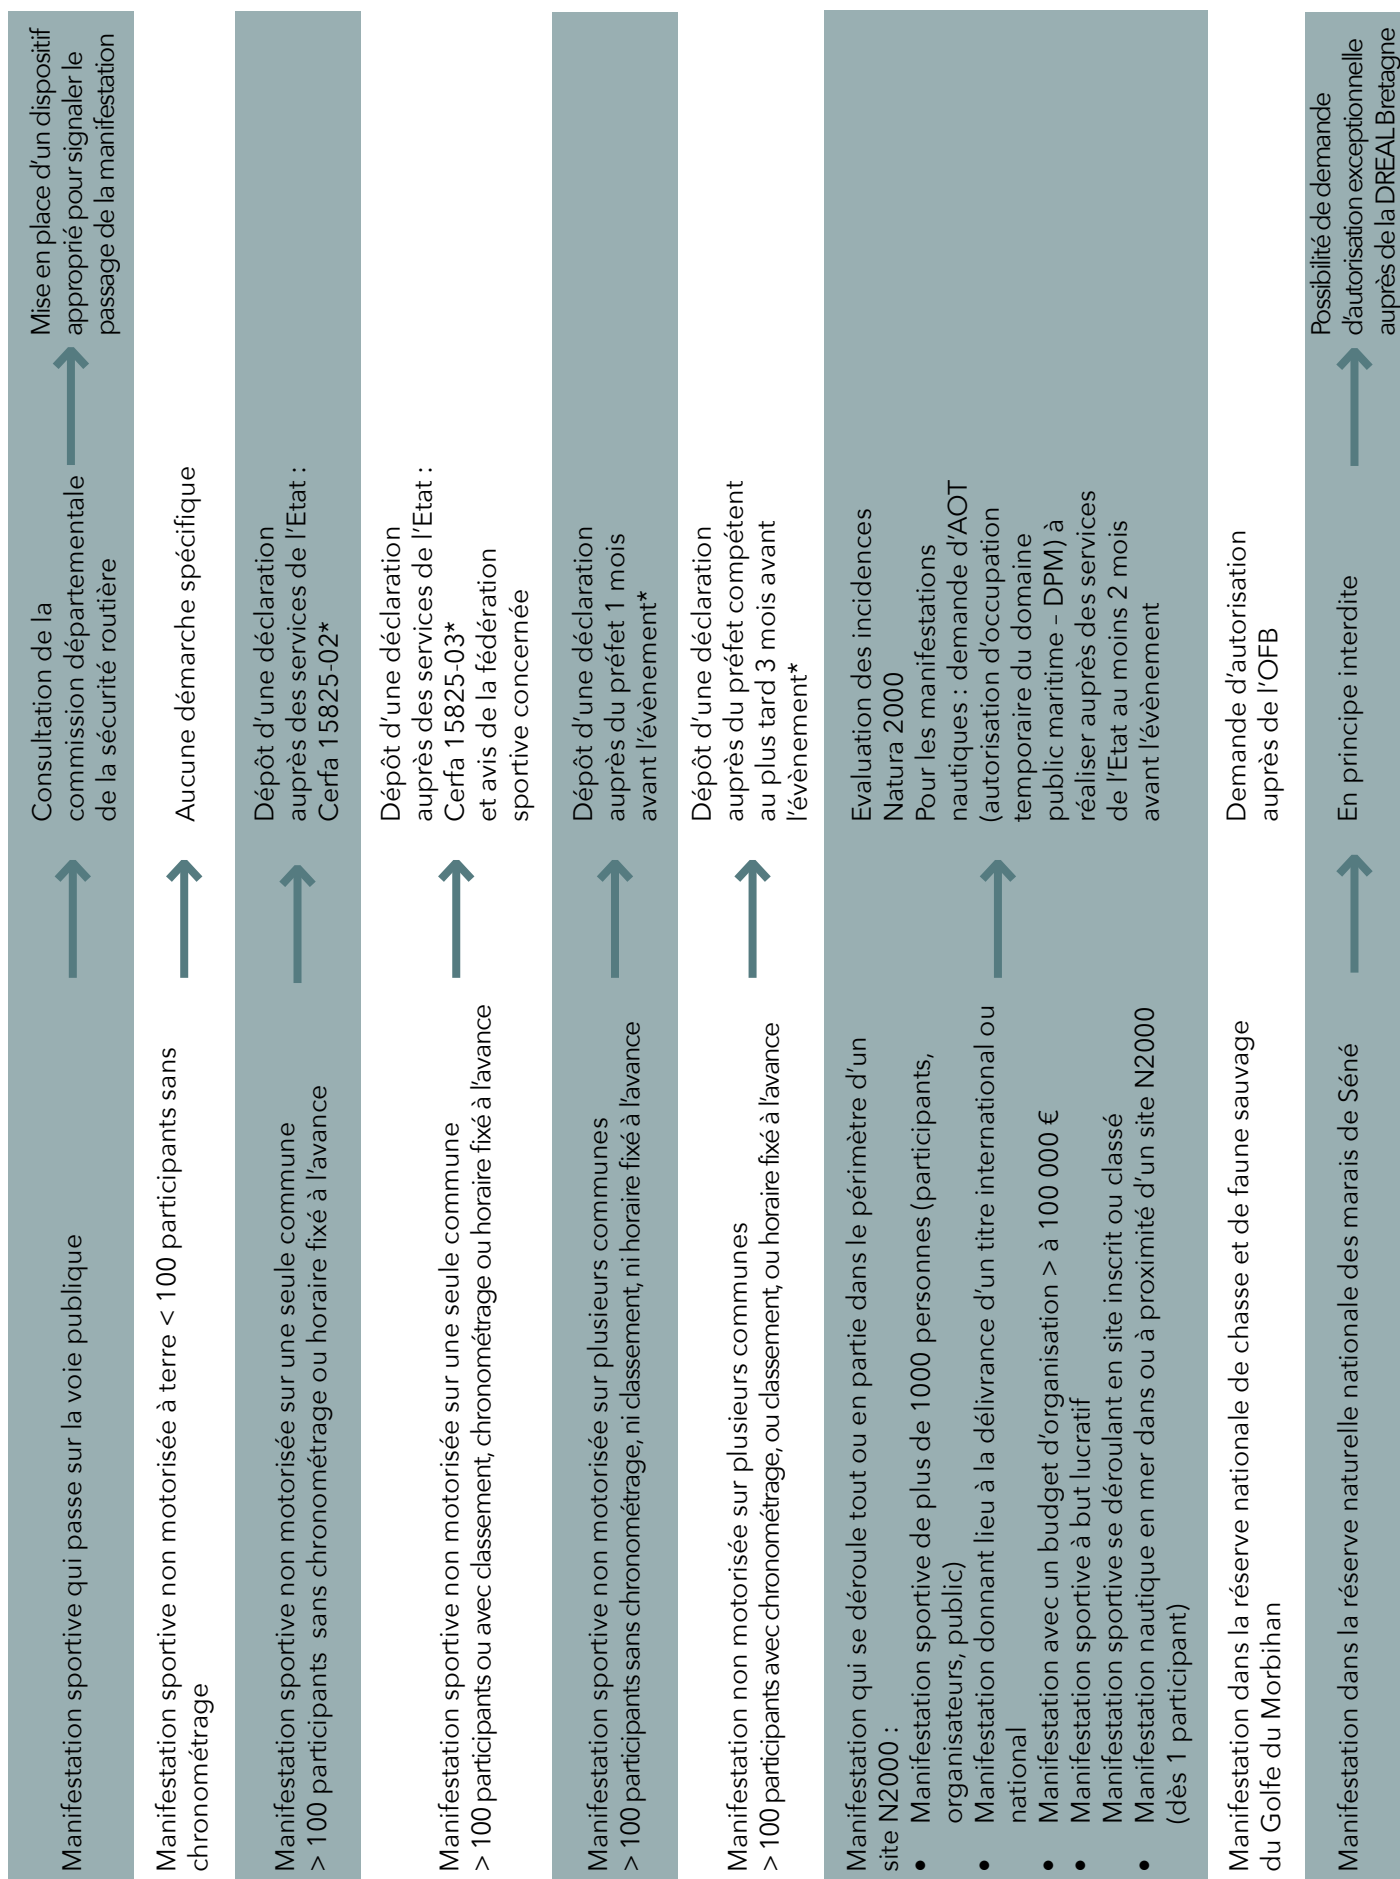 Manifestation sportive qui passe sur la voie publique
Consultation de la
commission départementale
de la sécurité routière
Mise en place d'un dispositif
approprié pour signaler le
passage de la manifestation
Manifestation sportive non motorisée à terre < 100 participants sans
chronométrage
Aucune démarche spécifique
Manifestation sportive non motorisée sur une seule commune
> 100 participants sans chronométrage ou horaire fixé à l'avance
Dépôt d'une déclaration
auprès des services de l'Etat :
Cerfa 15825-02*
Manifestation sportive non motorisée sur une seule commune
> 100 participants ou avec classement, chronométrage ou horaire fixé à l'avance
Dépôt d'une déclaration
auprès des services de l'Etat :
Cerfa 15825-03*
et avis de la fédération
sportive concernée
Manifestation sportive non motorisée sur plusieurs communes
> 100 participants sans chronométrage, ni classement, ni horaire fixé à l'avance
Dépôt d'une déclaration
auprès du préfet 1 mois
avant l'évènement*
Manifestation non motorisée sur plusieurs communes
> 100 participants avec chronométrage, ou classement, ou horaire fixé à l'avance
Dépôt d'une déclaration
auprès du préfet compétent
au plus tard 3 mois avant
l'évènement*
Manifestation qui se déroule tout ou en partie dans le périmètre d'un
site N2000 :
• Manifestation sportive de plus de 1000 personnes (participants,
organisateurs, public)
• Manifestation donnant lieu à la délivrance d'un titre international ou
national
• Manifestation avec un budget d'organisation > à 100 000 €
• Manifestation sportive à but lucratif
Manifestation sportive se déroulant en site inscrit ou classé
• Manifestation nautique en mer dans ou à proximité d'un site N2000
(dès 1 participant)
Evaluation des incidences
Natura 2000
Pour les manifestations
nautiques : demande d'AOT
(autorisation d'occupation
temporaire du domaine
public maritime – DPM) à
réaliser auprès des services
de l'Etat au moins 2 mois
avant l'évènement
Manifestation dans la réserve nationale de chasse et de faune sauvage
du Golfe du Morbihan
Demande d'autorisation
auprès de l'OFB
Manifestation dans la réserve naturelle nationale des marais de Séné
En principe interdite
Possibilité de demande
d'autorisation exceptionnelle
auprès de la DREAL Bretagne